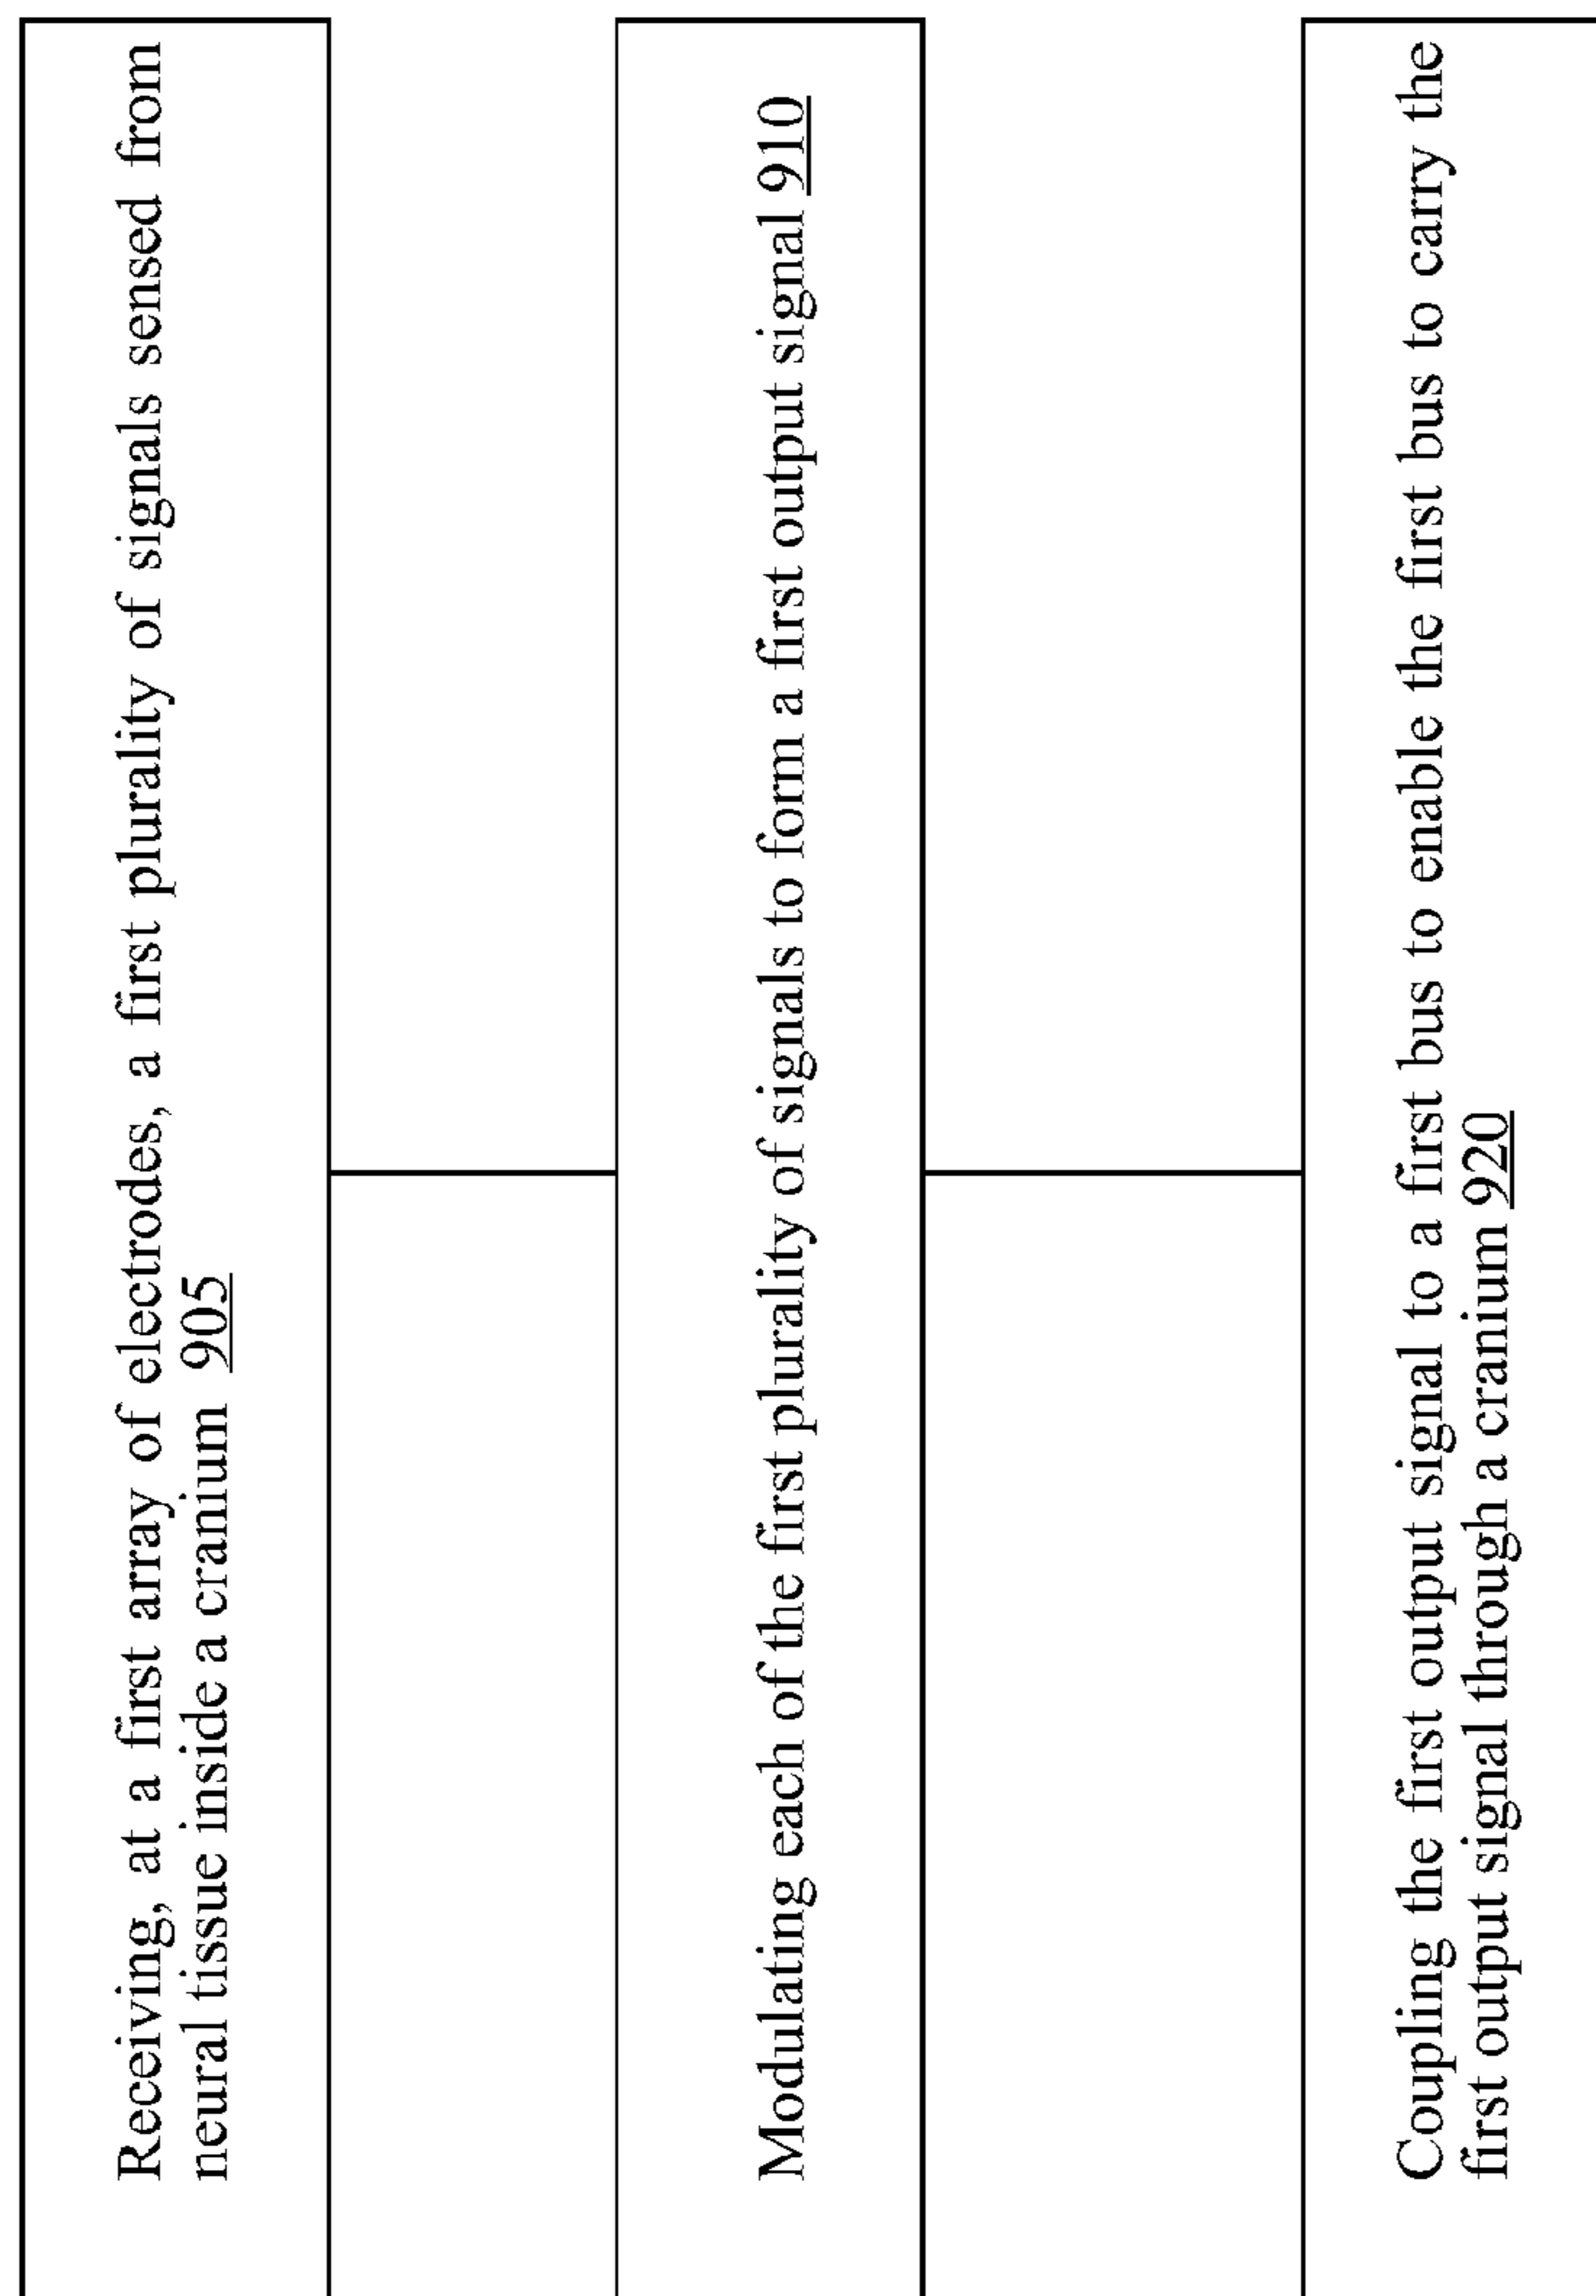 Receiving, at a first array of electrodes, a first plurality of signals sensed from
neural tissue inside a cranium 905
Modulating each of the first plurality of signals to form a first output signal 910
Coupling the first output signal to a first bus to enable the first bus to carry the
first output signal through a cranium 920